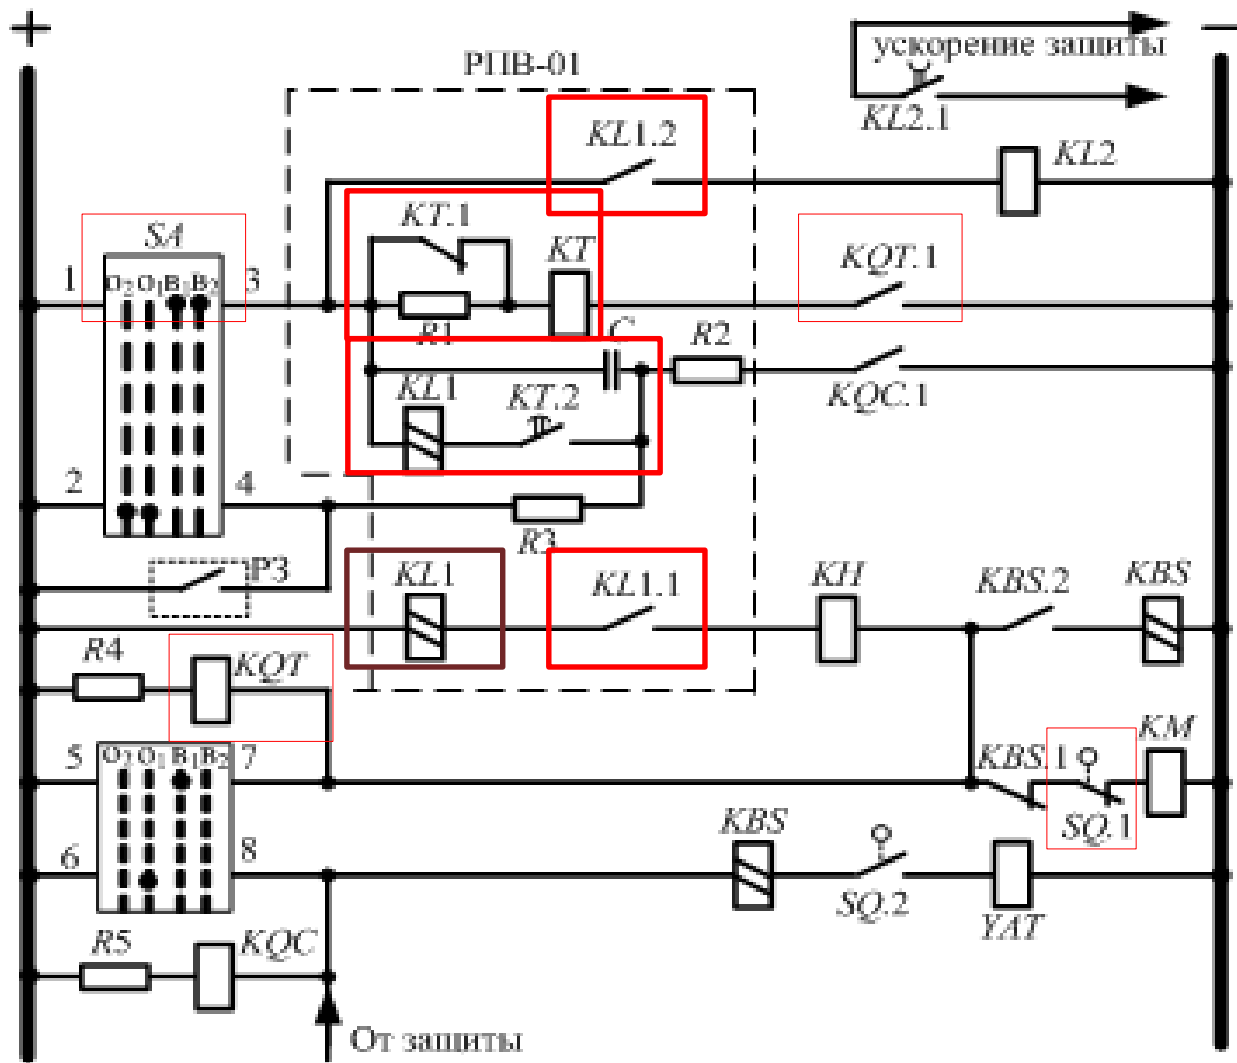 +
−
ускорение защиты
РПВ-01
KL1.2
KL2.1
KL2
SA
KT.1
KT
KQT.1
1
O2 O1 B1 B2
3
R1
C
R2
KL1
KT.2
KQC.1
2
4
R3
РЗ
KL1
KL1.1
KH
KBS.2
KBS
R4
KQT
5
O2 O1 B1 B2
7
KBS.1
KM
SQ.1
6
8
KBS
SQ.2
YAT
R5
KQC
От защиты